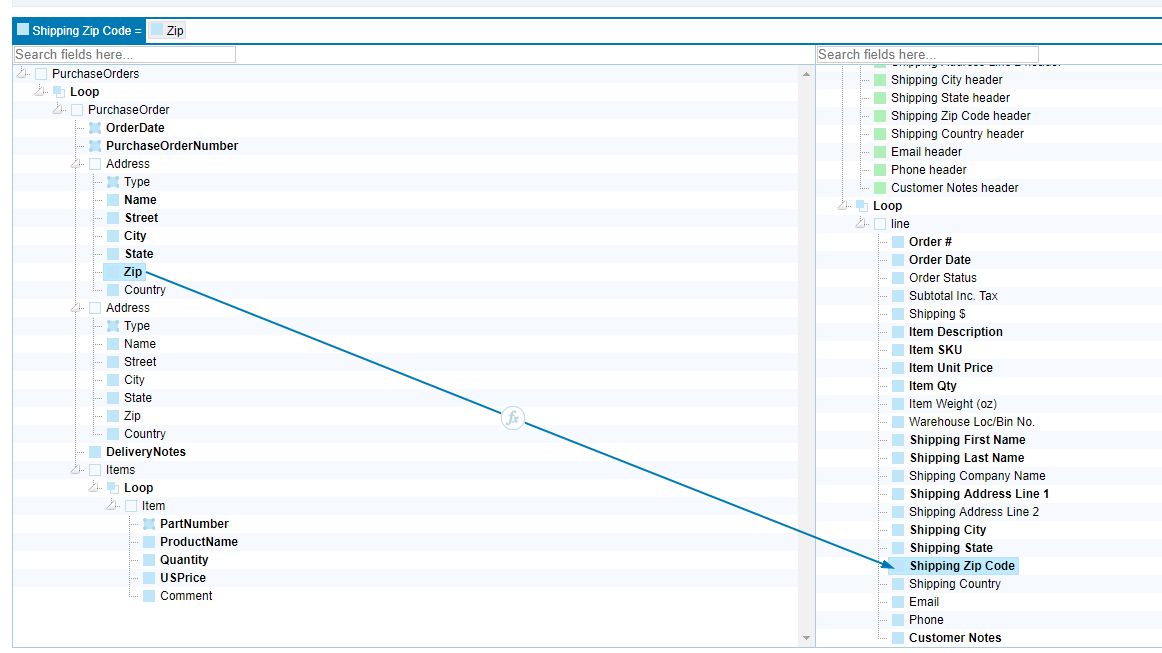 Shipping Zip Code = Zip
Search fields here...
PurchaseOrders
Loop
PurchaseOrder
OrderDate
PurchaseOrderNumber
Address
Type
Name
Street
City
State
Zip
Country
Address
Type
Name
Street
City
State
Zip
Country
DeliveryNotes
Items
Loop
Item
PartNumber
ProductName
Quantity
USPrice
Comment
fx
Search fields here...
Shipping Address Line 2 header
Shipping City header
Shipping State header
Shipping Zip Code header
Shipping Country header
Email header
Phone header
Customer Notes header
Loop
line
Order #
Order Date
Order Status
Subtotal Inc. Tax
Shipping $
Item Description
Item SKU
Item Unit Price
Item Qty
Item Weight (oz)
Warehouse Loc/Bin No.
Shipping First Name
Shipping Last Name
Shipping Company Name
Shipping Address Line 1
Shipping Address Line 2
Shipping City
Shipping State
Shipping Zip Code
Shipping Country
Email
Phone
Customer Notes